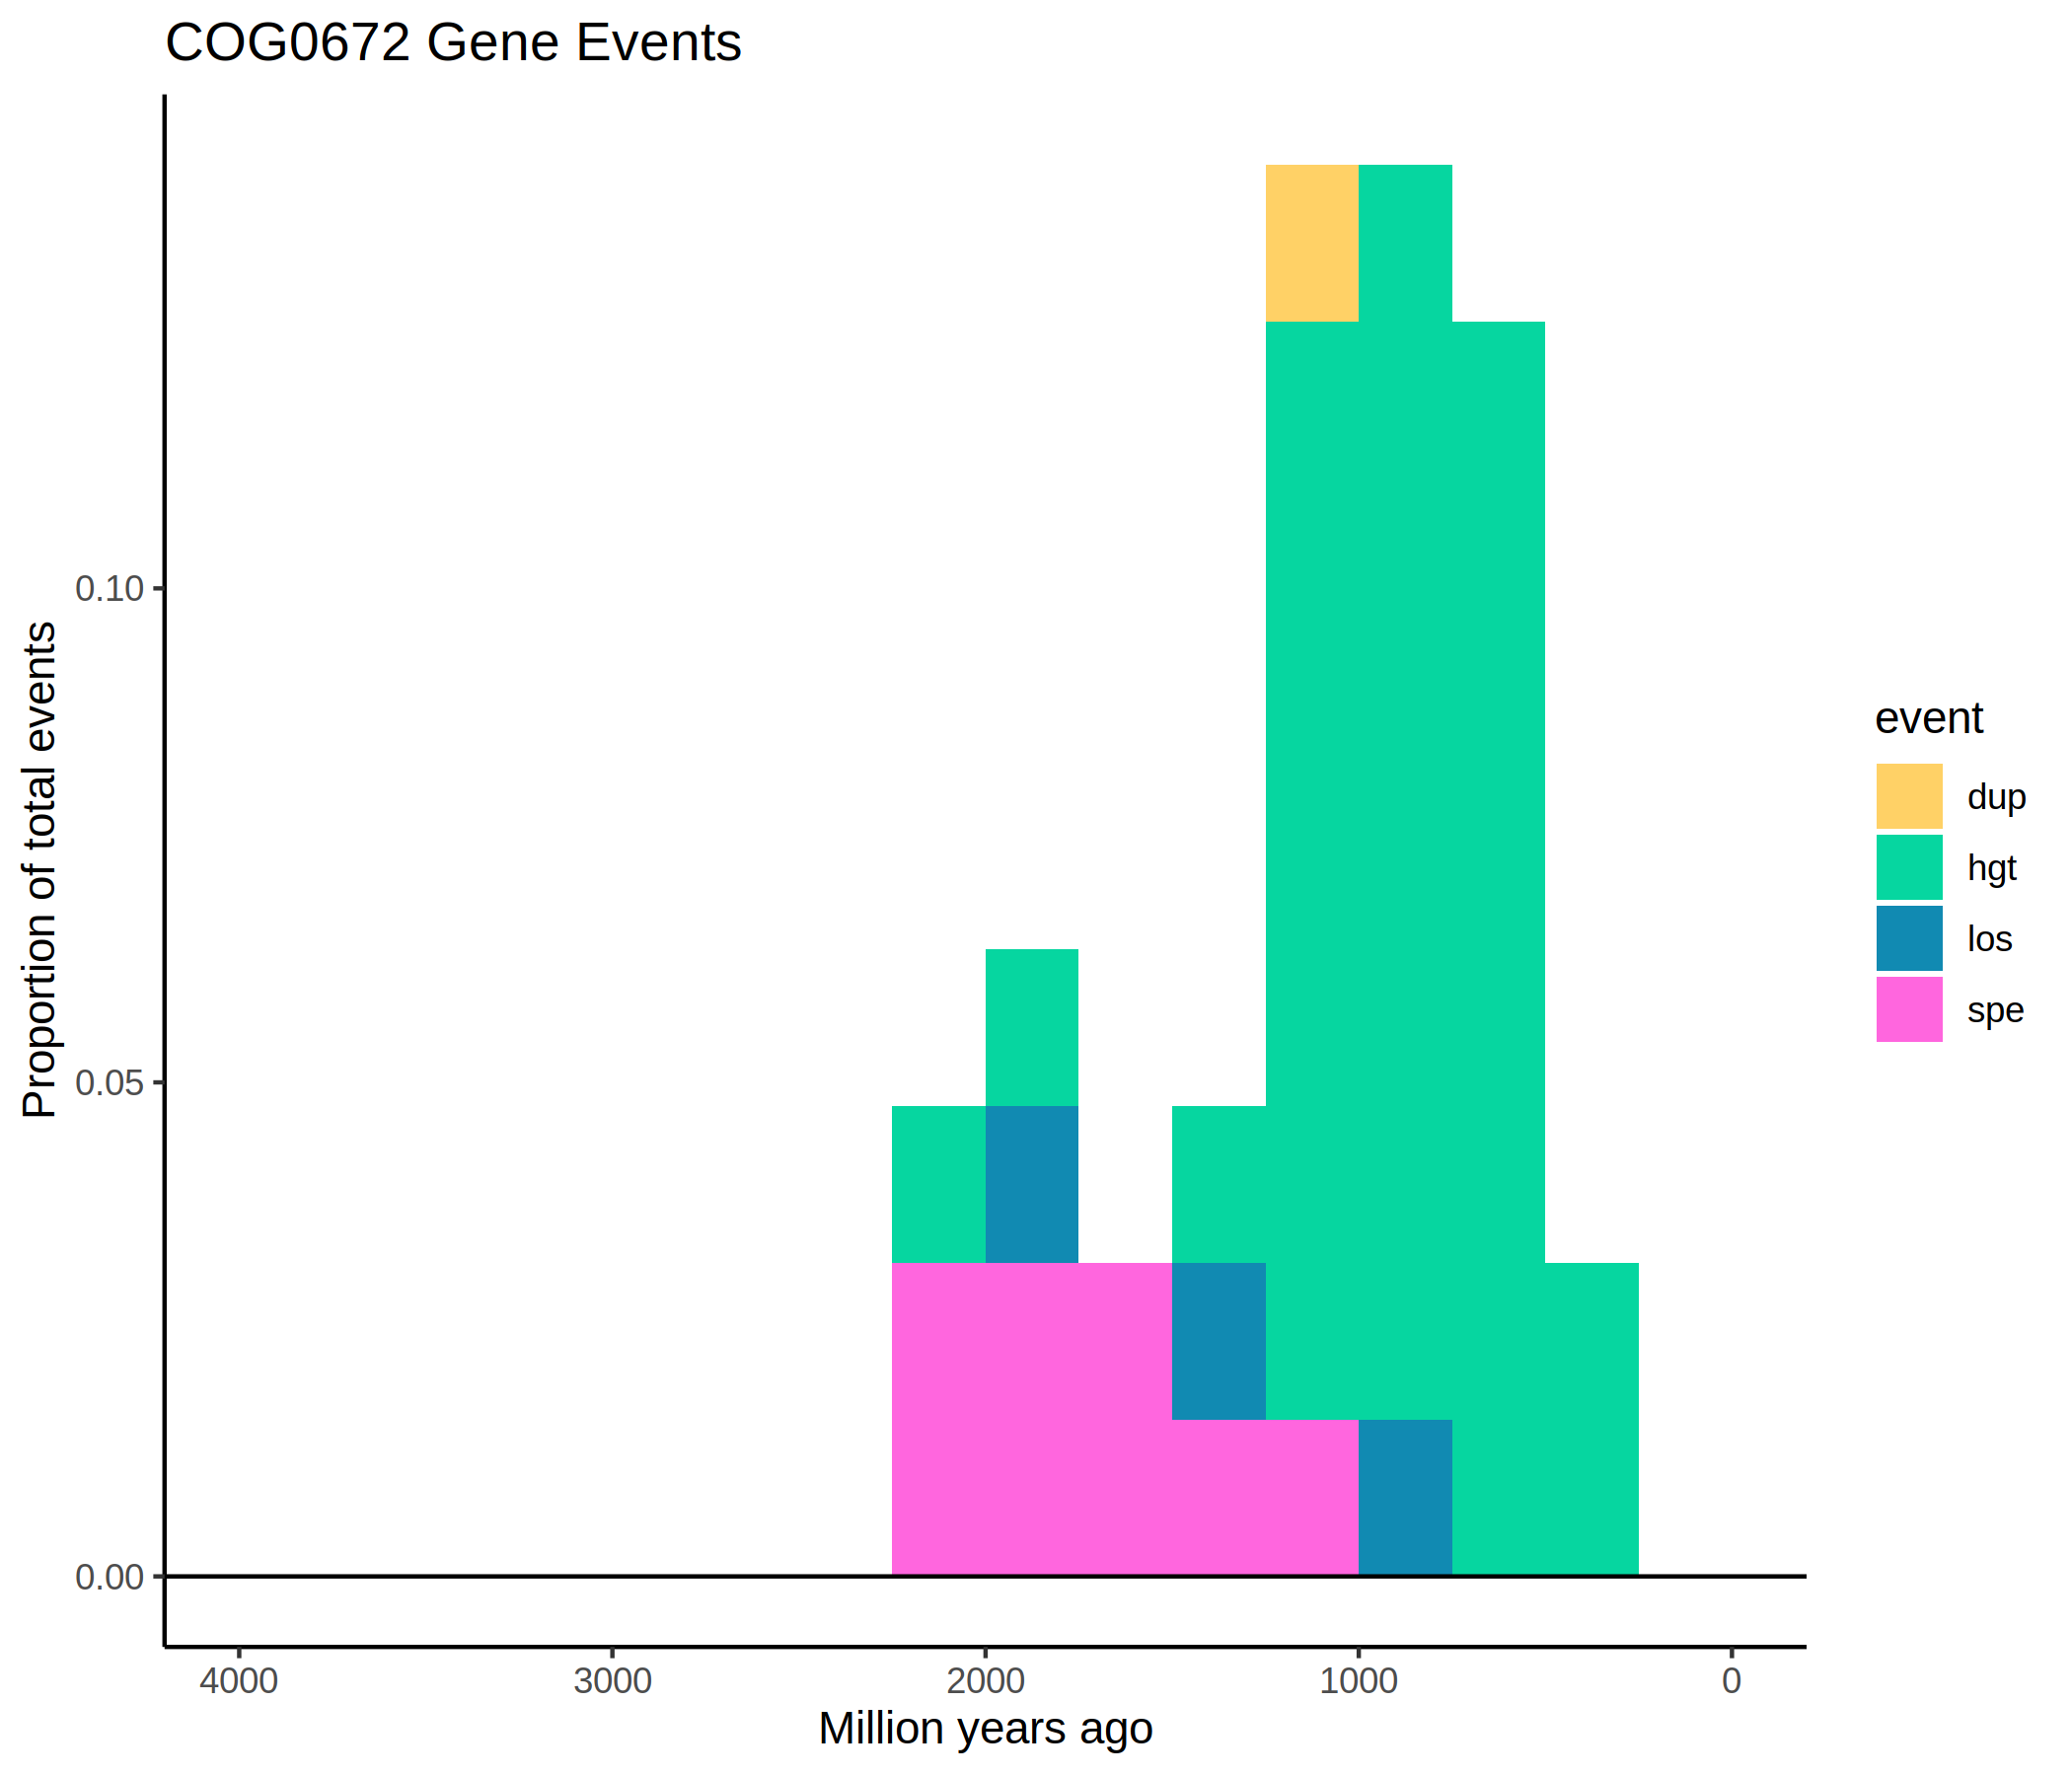 COG0672 Gene Events
Proportion of total events
0.10
0.05
0.00
4000 3000 2000 1000 0
Million years ago
event
dup
hgt
los
spe